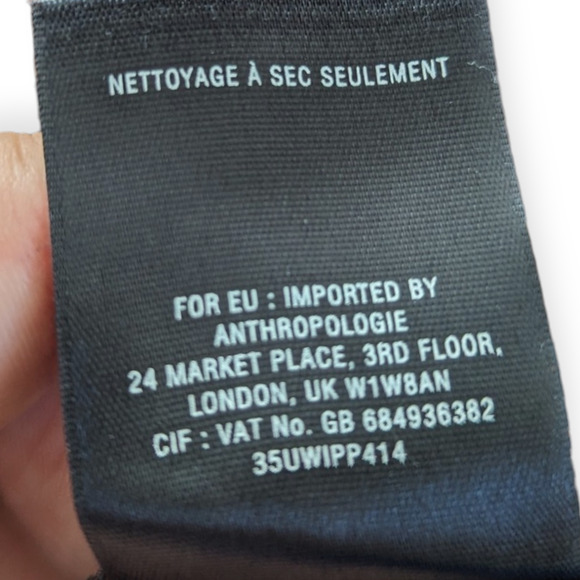 NETTOYAGE À SEC SEULEMENT
FOR EU : IMPORTED BY
ANTHROPOLOGIE
24 MARKET PLACE, 3RD FLOOR,
LONDON, UK W1W8AN
CIF : VAT No. GB 684936382
35UWIPP414